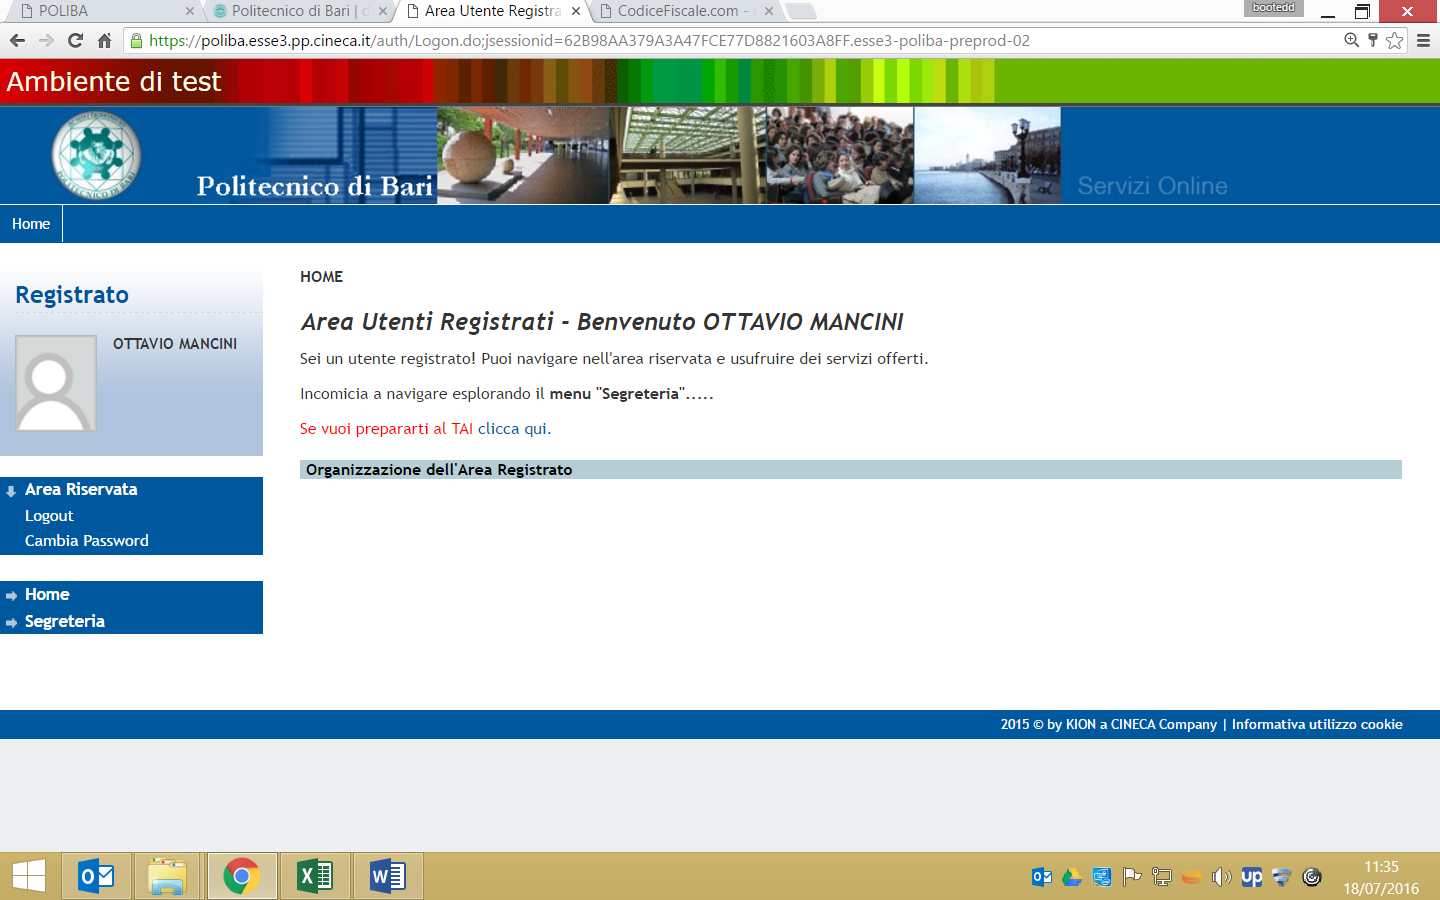 POLIBA
Politecnico di Bari | d
Area Utente Registra
CodiceFiscale.com -
bootedd
https://poliba.esse3.pp.cineca.it/auth/Logon.do;jsessionid=62B98AA379A3A47FCE77D8821603A8FF.esse3-poliba-preprod-02
Ambiente di test
Politecnico di Bari
Servizi Online
Home
Registrato
OTTAVIO MANCINI
Area Riservata
Logout
Cambia Password
Home
Segreteria
HOME
Area Utenti Registrati - Benvenuto OTTAVIO MANCINI
Sei un utente registrato! Puoi navigare nell'area riservata e usufruire dei servizi offerti.
Incomicia a navigare esplorando il menu "Segreteria".....
Se vuoi prepararti al TAI clicca qui.
Organizzazione dell'Area Registrato
2015 © by KION a CINECA Company | Informativa utilizzo cookie
up
11:35
18/07/2016